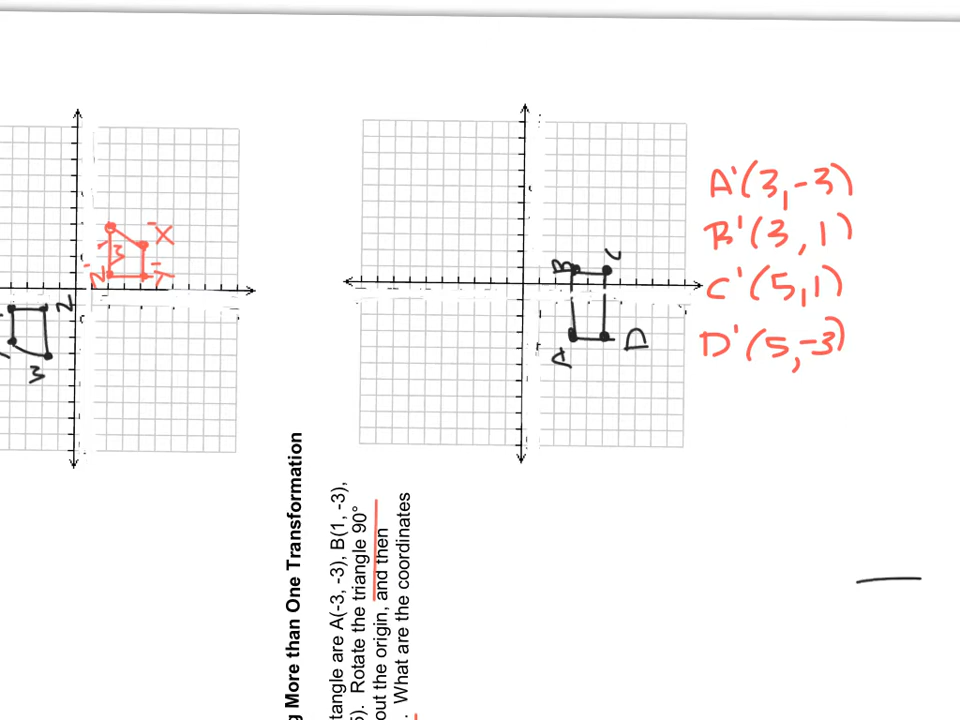 A'(3,-3)
B'(3,1)
C'(5,1)
D'(5,-3)
B
C
A
D
X'
W'
Z'
Y'
Z
W
More than One Transformation
tangle are A(-3, -3), B(1, -3),
). Rotate the triangle 90°
out the origin, and then
. What are the coordinates